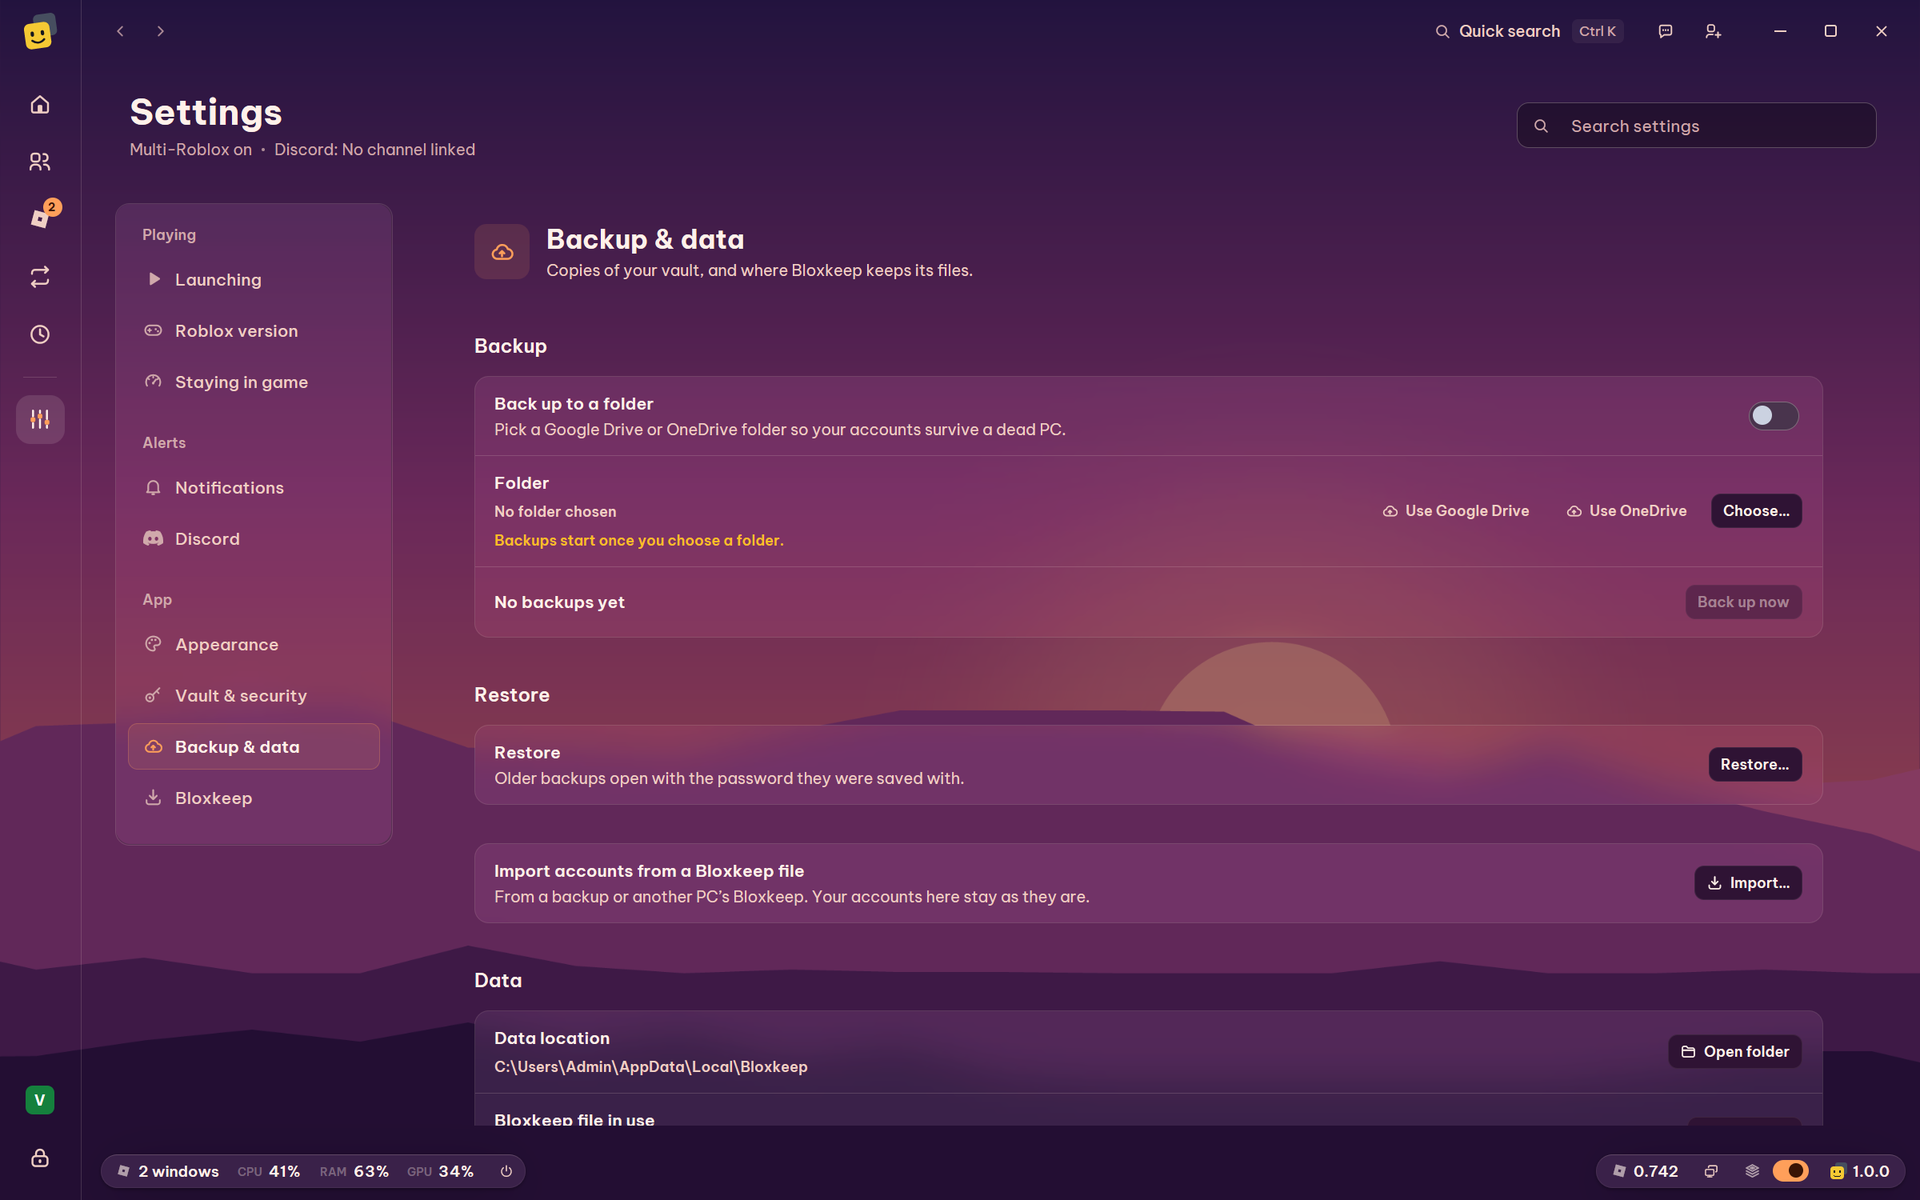 Quick search
Ctrl K
Settings
Multi-Roblox on • Discord: No channel linked
Search settings
2
Playing
Launching
Roblox version
Staying in game
Alerts
Notifications
Discord
App
Appearance
Vault & security
Backup & data
Bloxkeep
Backup & data
Copies of your vault, and where Bloxkeep keeps its files.
Backup
Back up to a folder
Pick a Google Drive or OneDrive folder so your accounts survive a dead PC.
Folder
No folder chosen
Backups start once you choose a folder.
Use Google Drive
Use OneDrive
Choose...
No backups yet
Back up now
Restore
Restore
Older backups open with the password they were saved with.
Restore...
Import accounts from a Bloxkeep file
From a backup or another PC’s Bloxkeep. Your accounts here stay as they are.
Import...
Data
Data location
C:\Users\Admin\AppData\Local\Bloxkeep
Open folder
Bloxkeep file in use
V
2 windows CPU 41% RAM 63% GPU 34%
0.742
1.0.0